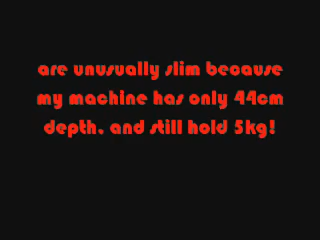 are unusually slim because
my machine has only 44cm
depth, and still hold 5kg!